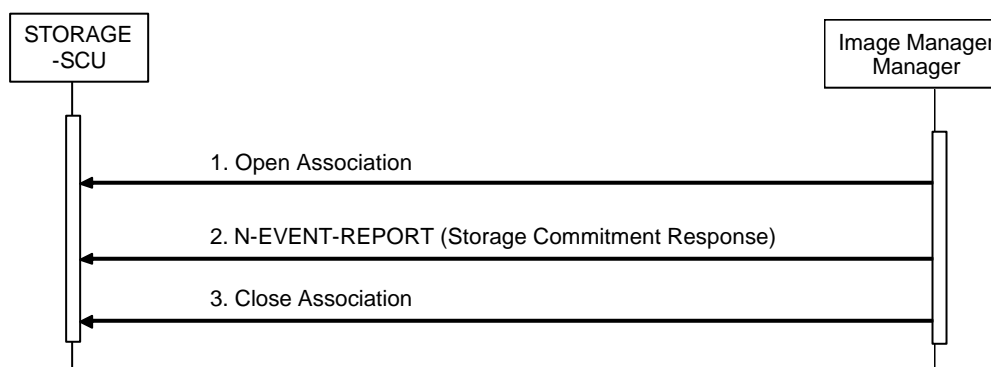 STORAGE
-SCU
Image Manager
Manager
1. Open Association
2. N-EVENT-REPORT (Storage Commitment Response)
3. Close Association